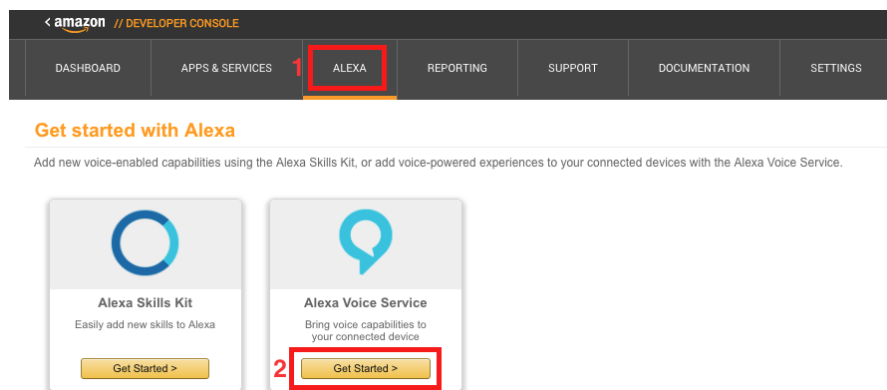 < amazon // DEVELOPER CONSOLE
DASHBOARD APPS & SERVICES 1 ALEXA REPORTING SUPPORT DOCUMENTATION SETTINGS
Get started with Alexa
Add new voice-enabled capabilities using the Alexa Skills Kit, or add voice-powered experiences to your connected devices with the Alexa Voice Service.
Alexa Skills Kit
Easily add new skills to Alexa
Get Started >
Alexa Voice Service
Bring voice capabilities to
your connected device
2 Get Started >